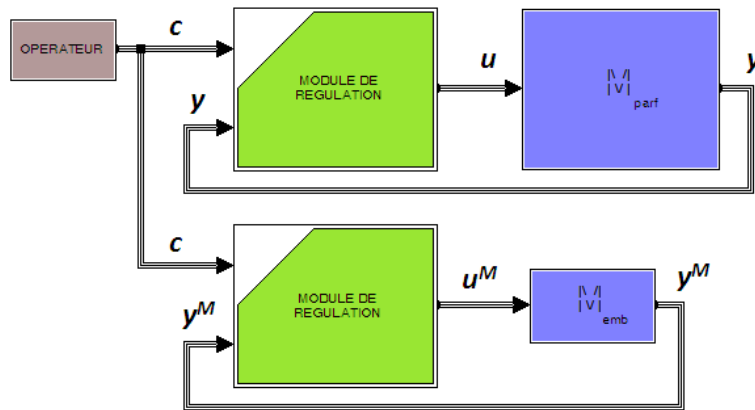 OPERATEUR
c
y
MODULE DE
REGULATION
u
|\ /|
| V |
parf
y
c
y^M
MODULE DE
REGULATION
u^M
|\ /|
| V |
emb
y^M